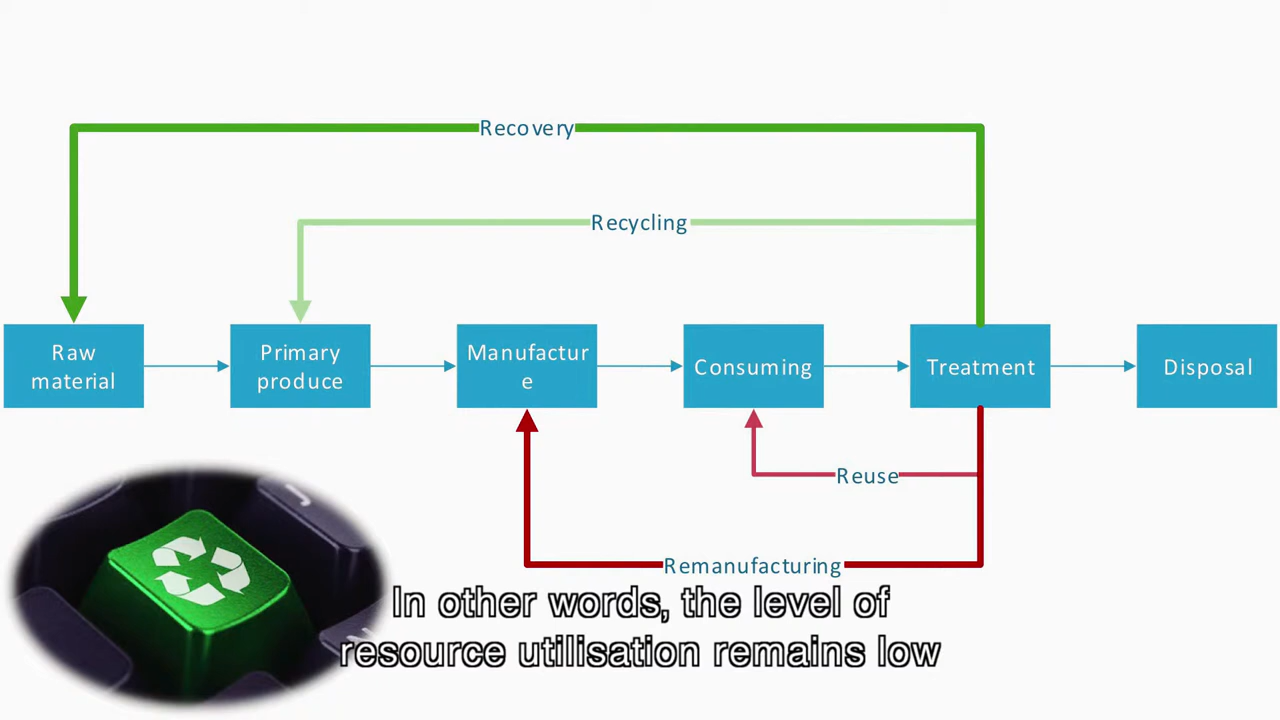 Recovery
Recycling
Raw
material
Primary
produce
Manufactur
e
Consuming
Treatment
Disposal
Reuse
Remanufacturing
In other words, the level of
resource utilisation remains low